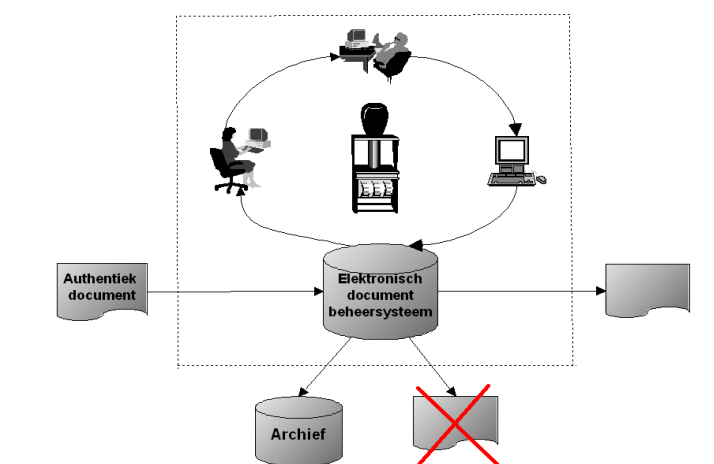 Authentiek
document
Elektronisch
document
beheersysteem
Archief